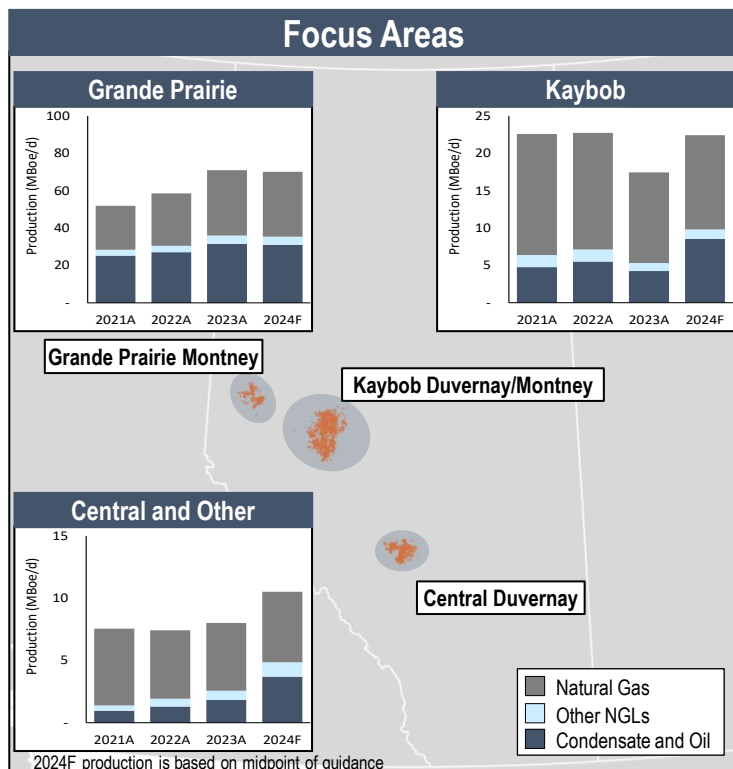 Focus Areas
Grande Prairie
Production (MBoe/d)
100
80
60
40
20
-
2021A 2022A 2023A 2024F
Kaybob
Production (MBoe/d)
25
20
15
10
5
-
2021A 2022A 2023A 2024F
Grande Prairie Montney
Kaybob Duvernay/Montney
Central and Other
Production (MBoe/d)
15
10
5
-
2021A 2022A 2023A 2024F
Central Duvernay
Natural Gas
Other NGLs
Condensate and Oil
2024F production is based on midpoint of guidance